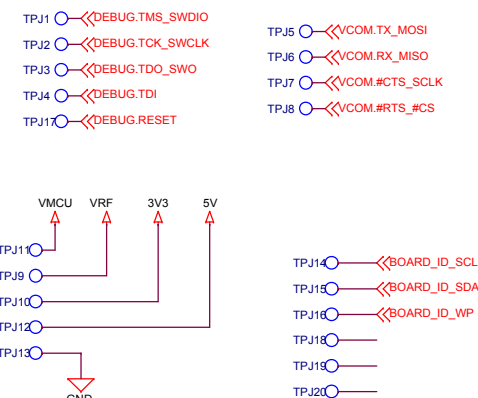 TPJ1 DEBUG.TMS_SWDIO
TPJ2 DEBUG.TCK_SWCLK
TPJ3 DEBUG.TDO_SWO
TPJ4 DEBUG.TDI
TPJ17 DEBUG.RESET
TPJ5 VCOM.TX_MOSI
TPJ6 VCOM.RX_MISO
TPJ7 VCOM.#CTS_SCLK
TPJ8 VCOM.#RTS_#CS
VMCU VRF 3V3 5V
TPJ11
TPJ9
TPJ10
TPJ12
TPJ13
GND
TPJ14 BOARD_ID_SCL
TPJ15 BOARD_ID_SDA
TPJ16 BOARD_ID_WP
TPJ18
TPJ19
TPJ20